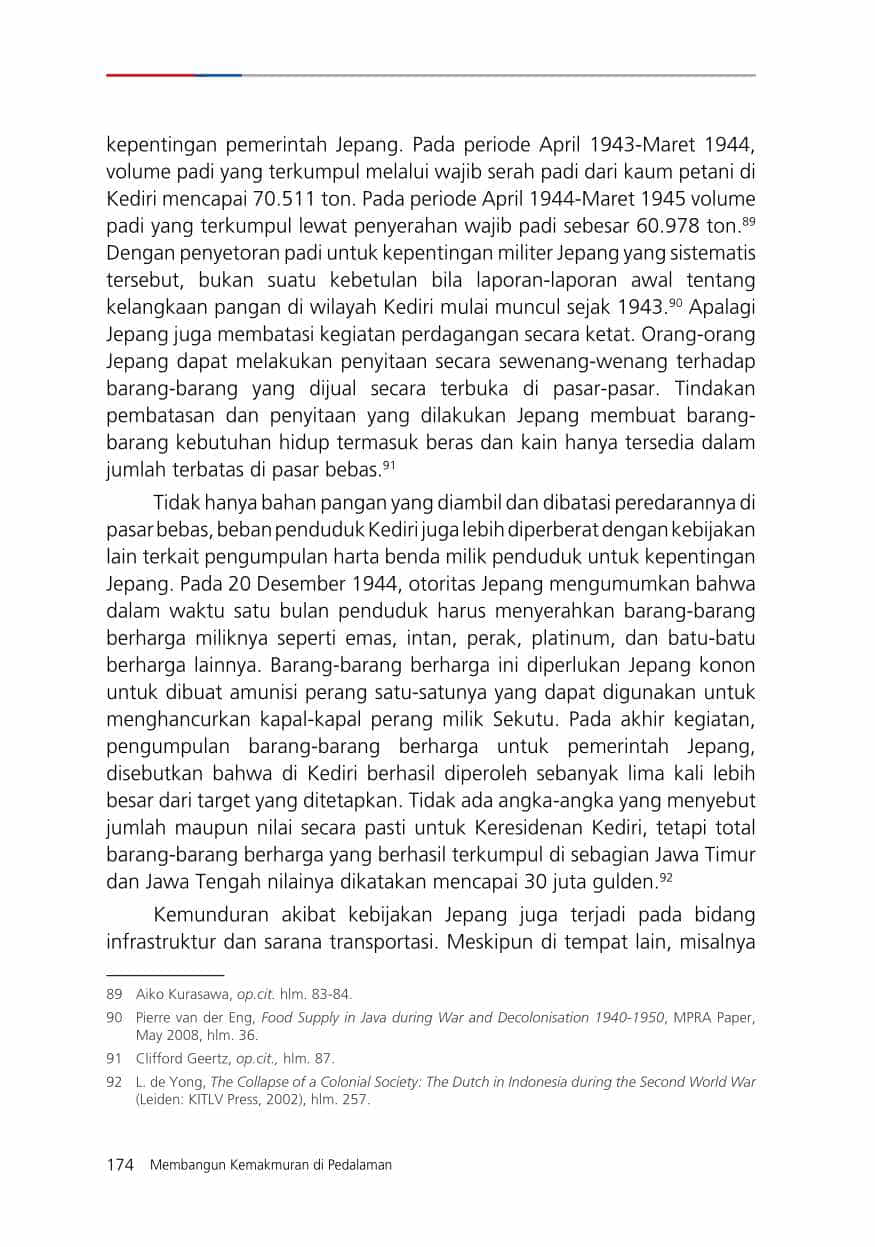 kepentingan pemerintah Jepang. Pada periode April 1943-Maret 1944,
volume padi yang terkumpul melalui wajib serah padi dari kaum petani di
Kediri mencapai 70.511 ton. Pada periode April 1944-Maret 1945 volume
padi yang terkumpul lewat penyerahan wajib padi sebesar 60.978 ton.⁸⁹
Dengan penyetoran padi untuk kepentingan militer Jepang yang sistematis
tersebut, bukan suatu kebetulan bila laporan-laporan awal tentang
kelangkaan pangan di wilayah Kediri mulai muncul sejak 1943.⁹⁰ Apalagi
Jepang juga membatasi kegiatan perdagangan secara ketat. Orang-orang
Jepang dapat melakukan penyitaan secara sewenang-wenang terhadap
barang-barang yang dijual secara terbuka di pasar-pasar. Tindakan
pembatasan dan penyitaan yang dilakukan Jepang membuat barang-
barang kebutuhan hidup termasuk beras dan kain hanya tersedia dalam
jumlah terbatas di pasar bebas.⁹¹
Tidak hanya bahan pangan yang diambil dan dibatasi peredarannya di
pasar bebas, beban penduduk Kediri juga lebih diperberat dengan kebijakan
lain terkait pengumpulan harta benda milik penduduk untuk kepentingan
Jepang. Pada 20 Desember 1944, otoritas Jepang mengumumkan bahwa
dalam waktu satu bulan penduduk harus menyerahkan barang-barang
berharga miliknya seperti emas, intan, perak, platinum, dan batu-batu
berharga lainnya. Barang-barang berharga ini diperlukan Jepang konon
untuk dibuat amunisi perang satu-satunya yang dapat digunakan untuk
menghancurkan kapal-kapal perang milik Sekutu. Pada akhir kegiatan,
pengumpulan barang-barang berharga untuk pemerintah Jepang,
disebutkan bahwa di Kediri berhasil diperoleh sebanyak lima kali lebih
besar dari target yang ditetapkan. Tidak ada angka-angka yang menyebut
jumlah maupun nilai secara pasti untuk Keresidenan Kediri, tetapi total
barang-barang berharga yang berhasil terkumpul di sebagian Jawa Timur
dan Jawa Tengah nilainya dikatakan mencapai 30 juta gulden.⁹²
Kemunduran akibat kebijakan Jepang juga terjadi pada bidang
infrastruktur dan sarana transportasi. Meskipun di tempat lain, misalnya
89 Aiko Kurasawa, op.cit. hlm. 83-84.
90 Pierre van der Eng, Food Supply in Java during War and Decolonisation 1940-1950, MPRA Paper,
May 2008, hlm. 36.
91 Clifford Geertz, op.cit., hlm. 87.
92 L. de Yong, The Collapse of a Colonial Society: The Dutch in Indonesia during the Second World War
(Leiden: KITLV Press, 2002), hlm. 257.
174 Membangun Kemakmuran di Pedalaman